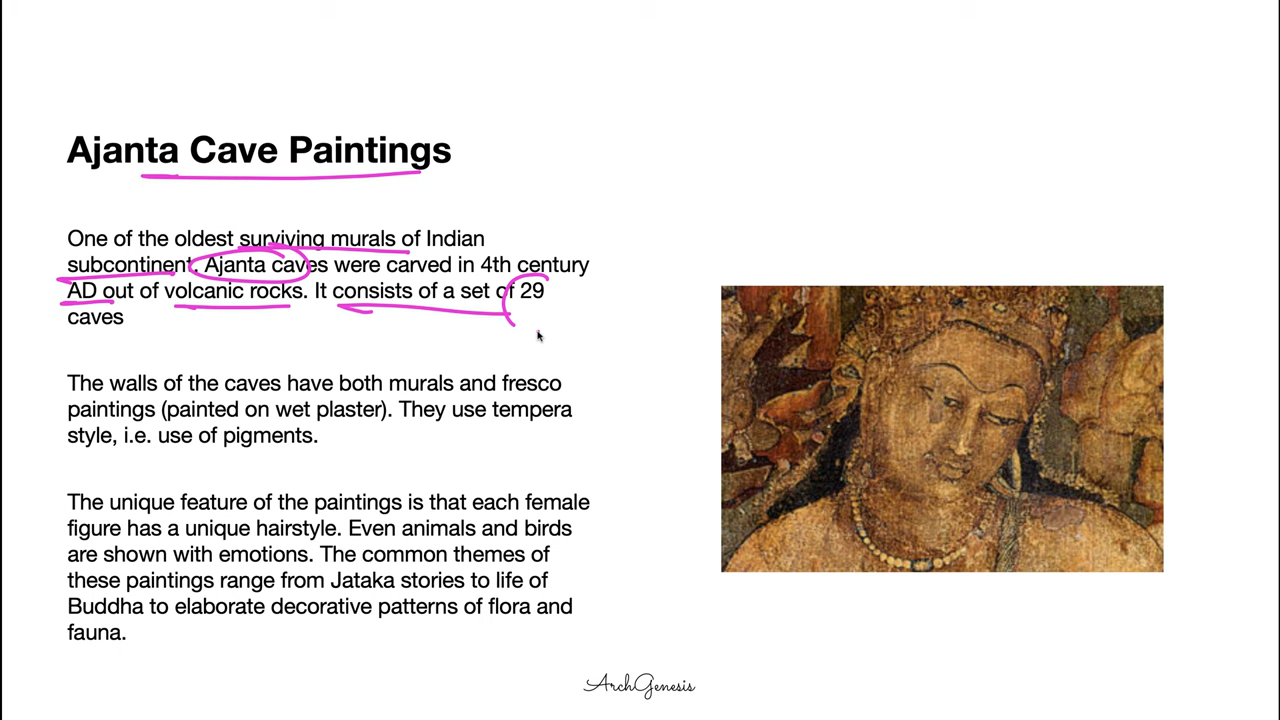 Ajanta Cave Paintings
One of the oldest surviving murals of Indian
subcontinent. Ajanta caves were carved in 4th century
AD out of volcanic rocks. It consists of a set of 29
caves
The walls of the caves have both murals and fresco
paintings (painted on wet plaster). They use tempera
style, i.e. use of pigments.
The unique feature of the paintings is that each female
figure has a unique hairstyle. Even animals and birds
are shown with emotions. The common themes of
these paintings range from Jataka stories to life of
Buddha to elaborate decorative patterns of flora and
fauna.
ArchGenesis